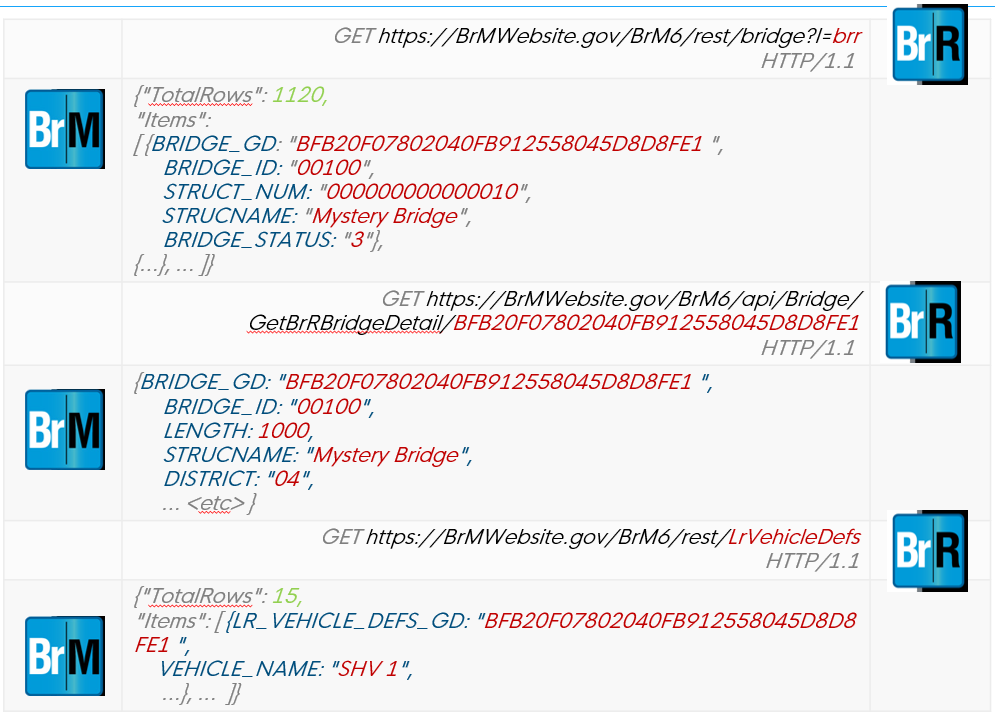 GET https://BrMWebsite.gov/BrM6/rest/bridge?l=brr
HTTP/1.1
BrR
BrM
{"TotalRows": 1120,
"Items":
[{BRIDGE_GD: "BFB20F07802040FB912558045D8D8FE1 ",
BRIDGE_ID: "00100",
STRUCT_NUM: "000000000000010",
STRUCNAME: "Mystery Bridge",
BRIDGE_STATUS: "3"},
{...}, ... ]}
GET https://BrMWebsite.gov/BrM6/api/Bridge/
GetBrRBridgeDetail/BFB20F07802040FB912558045D8D8FE1
HTTP/1.1
BrR
BrM
{BRIDGE_GD: "BFB20F07802040FB912558045D8D8FE1 ",
BRIDGE_ID: "00100",
LENGTH: 1000,
STRUCNAME: "Mystery Bridge",
DISTRICT: "04",
... <etc> }
GET https://BrMWebsite.gov/BrM6/rest/LrVehicleDefs
HTTP/1.1
BrR
BrM
{"TotalRows": 15,
"Items": [ {LR_VEHICLE_DEFS_GD: "BFB20F07802040FB912558045D8D8
FE1 ",
VEHICLE_NAME: "SHV 1",
...}, ... ]}